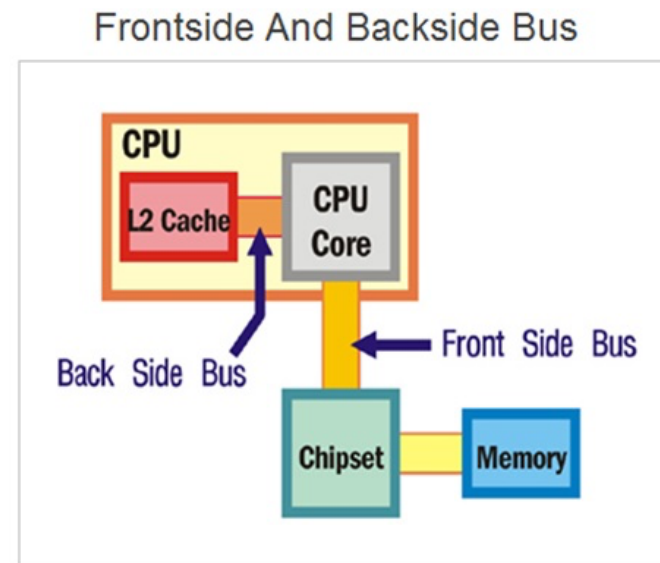 Frontside And Backside Bus
CPU
L2 Cache
CPU
Core
Back Side Bus
Front Side Bus
Chipset
Memory